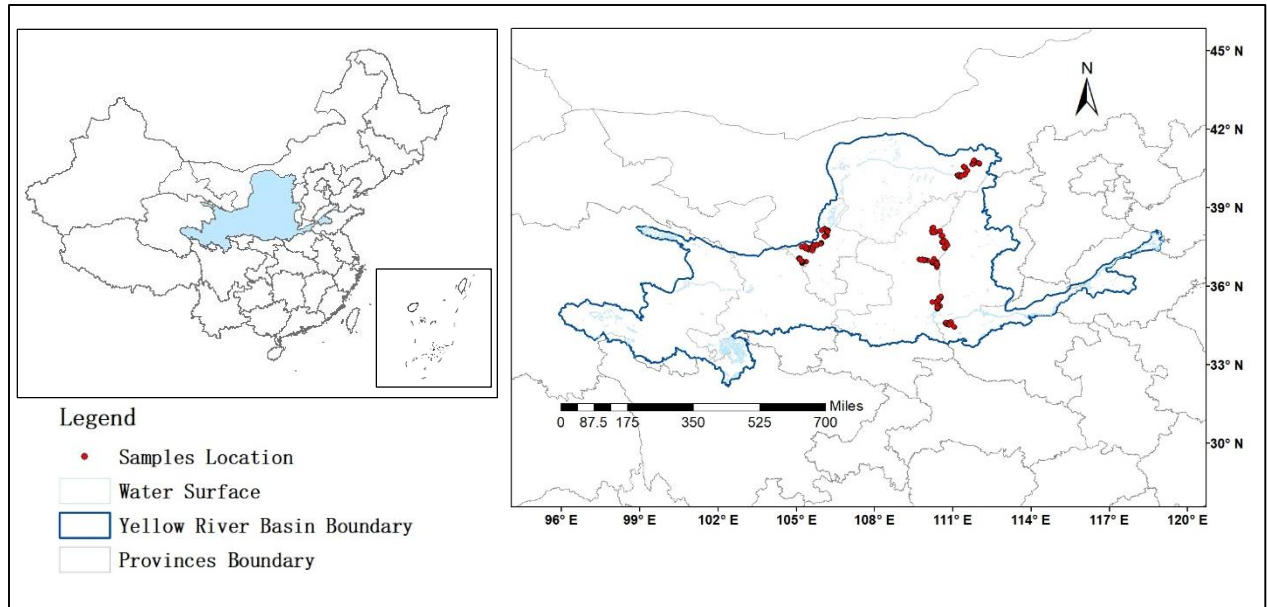 N
45° N
42° N
39° N
36° N
33° N
30° N
Miles
0 87.5 175 350 525 700
96° E 99° E 102° E 105° E 108° E 111° E 114° E 117° E 120° E
Legend
Samples Location
Water Surface
Yellow River Basin Boundary
Provinces Boundary